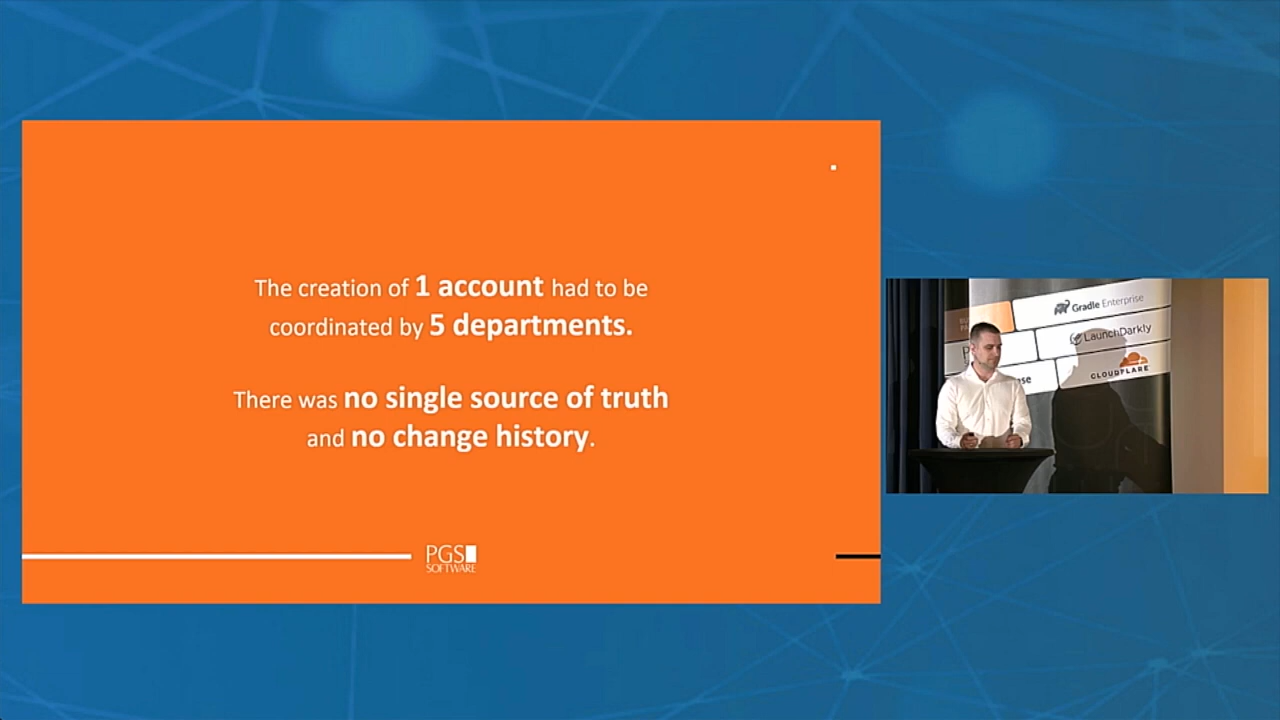 The creation of 1 account had to be
coordinated by 5 departments.
There was no single source of truth
and no change history.
PGS
SOFTWARE
Gradle Enterprise
LaunchDarkly
CLOUDFLARE